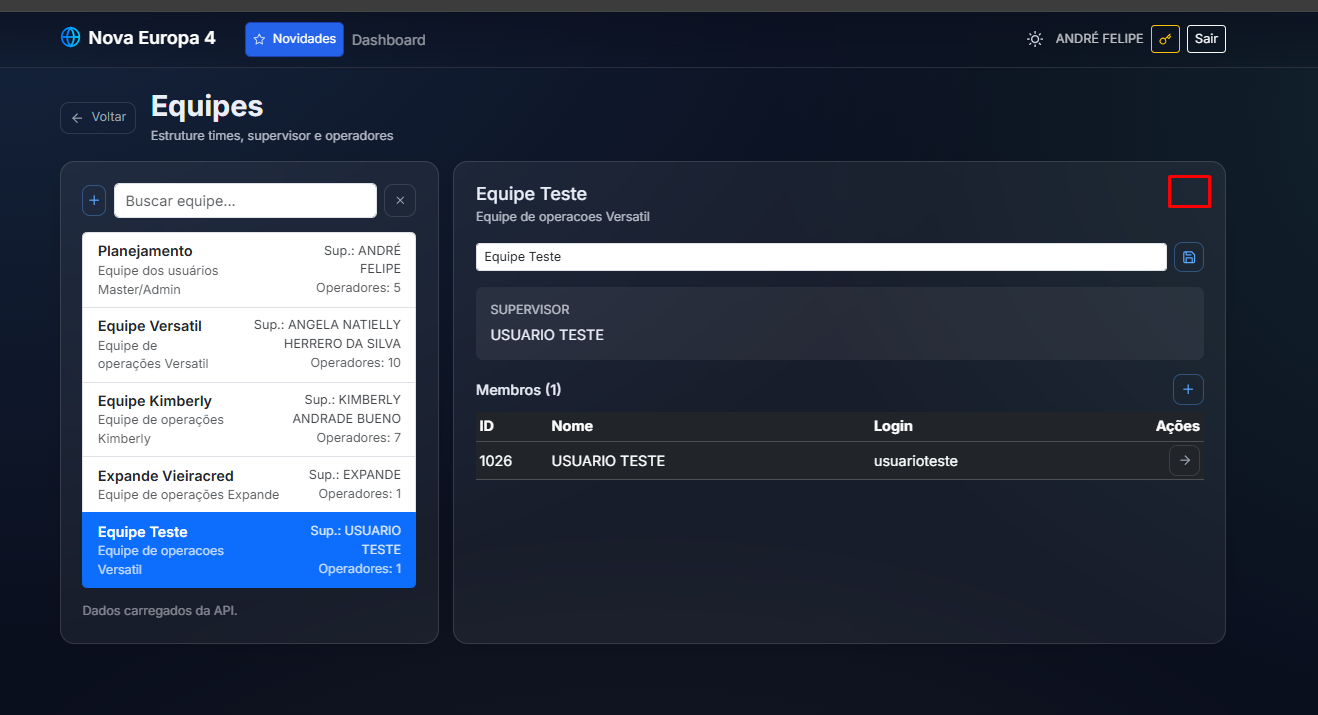 Nova Europa 4
Novidades
Dashboard
ANDRÉ FELIPE
Sair
Voltar
Equipes
Estruture times, supervisor e operadores
Buscar equipe...
Planejamento
Equipe dos usuários
Master/Admin
Sup.: ANDRÉ
FELIPE
Operadores: 5
Equipe Versatil
Equipe de
operações Versatil
Sup.: ANGELA NATIELLY
HERRERO DA SILVA
Operadores: 10
Equipe Kimberly
Equipe de operações
Kimberly
Sup.: KIMBERLY
ANDRADE BUENO
Operadores: 7
Expande Vieiracred
Equipe de operações Expande
Sup.: EXPANDE
Operadores: 1
Equipe Teste
Equipe de operacoes
Versatil
Sup.: USUARIO
TESTE
Operadores: 1
Dados carregados da API.
Equipe Teste
Equipe de operacoes Versatil
Equipe Teste
SUPERVISOR
USUARIO TESTE
Membros (1)
ID Nome Login Ações
1026 USUARIO TESTE usuarioteste